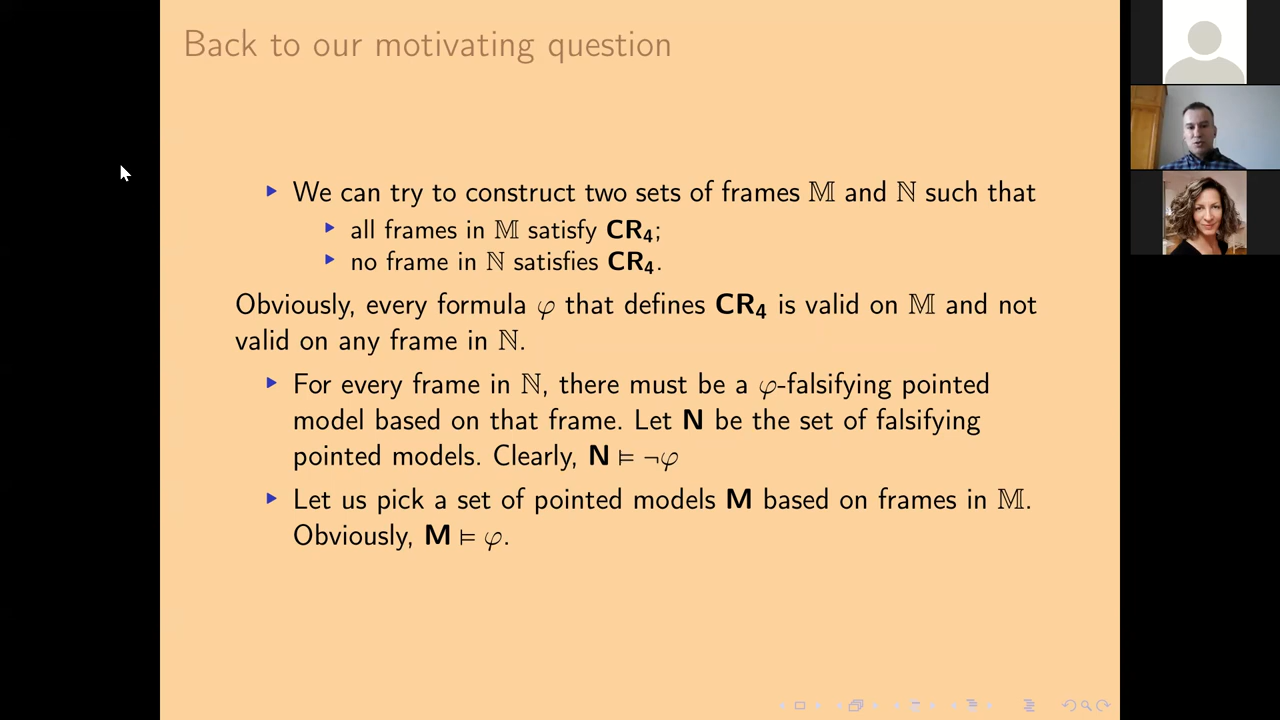 Back to our motivating question
▶ We can try to construct two sets of frames 𝕄 and ℕ such that
▶ all frames in 𝕄 satisfy CR₄;
▶ no frame in ℕ satisfies CR₄.
Obviously, every formula φ that defines CR₄ is valid on 𝕄 and not
valid on any frame in ℕ.
▶ For every frame in ℕ, there must be a φ-falsifying pointed
model based on that frame. Let N be the set of falsifying
pointed models. Clearly, N ⊨ ¬φ
▶ Let us pick a set of pointed models M based on frames in 𝕄.
Obviously, M ⊨ φ.